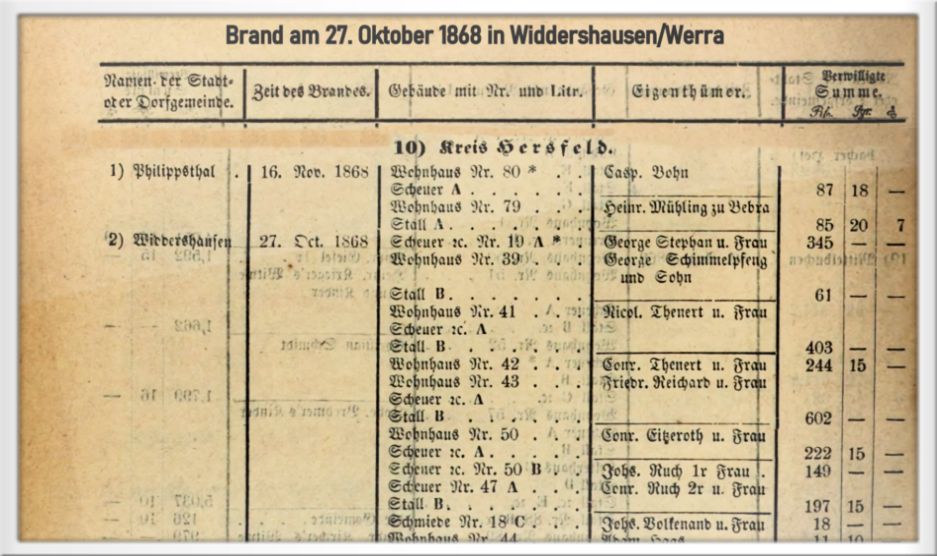 Brand am 27. Oktober 1868 in Widdershausen/Werra
Namen der Stadt- oder Dorfgemeinde. Zeit des Brandes. Gebäude mit Nr. und Litr. Eigenthümer. Verwilligte Summe.
10) Kreis Hersfeld.
1) Philippsthal . 16. Nov. 1868 Wohnhaus Nr. 80 * . . Casp. Bohn
Scheuer A . . . . . . 87 18 —
Wohnhaus Nr. 79 . . . Heinr. Mühling zu Bebra
Stall A . . . . . . . 85 20 7
2) Widdershausen 27. Oct. 1868 Scheuer ꝛc. Nr. 19 A * George Stephan u. Frau 345 — —
Wohnhaus Nr. 39 . . . George Schimmelpfeng
und Sohn
Stall B . . . . . . . 61 — —
Wohnhaus Nr. 41 . . . Nicol. Thenert u. Frau
Scheuer ꝛc. A
Stall B . . . . . . . 403 — —
Wohnhaus Nr. 42 * . . Conr. Thenert u. Frau 244 15 —
Wohnhaus Nr. 43 . . . Friedr. Reichard u. Frau
Scheuer ꝛc. A
Stall B . . . . . . . 602 — —
Wohnhaus Nr. 50 . . . Conr. Eitzeroth u. Frau
Scheuer ꝛc. A . . . . 222 15 —
Scheuer ꝛc. Nr. 50 B . Johs. Ruch 1r Frau . 149 — —
Scheuer Nr. 47 A . . . Conr. Ruch 2r u. Frau
Stall B . . . . . . . 197 15 —
Schmiede Nr. 18 C . . Johs. Volkenand u. Frau 18 — —